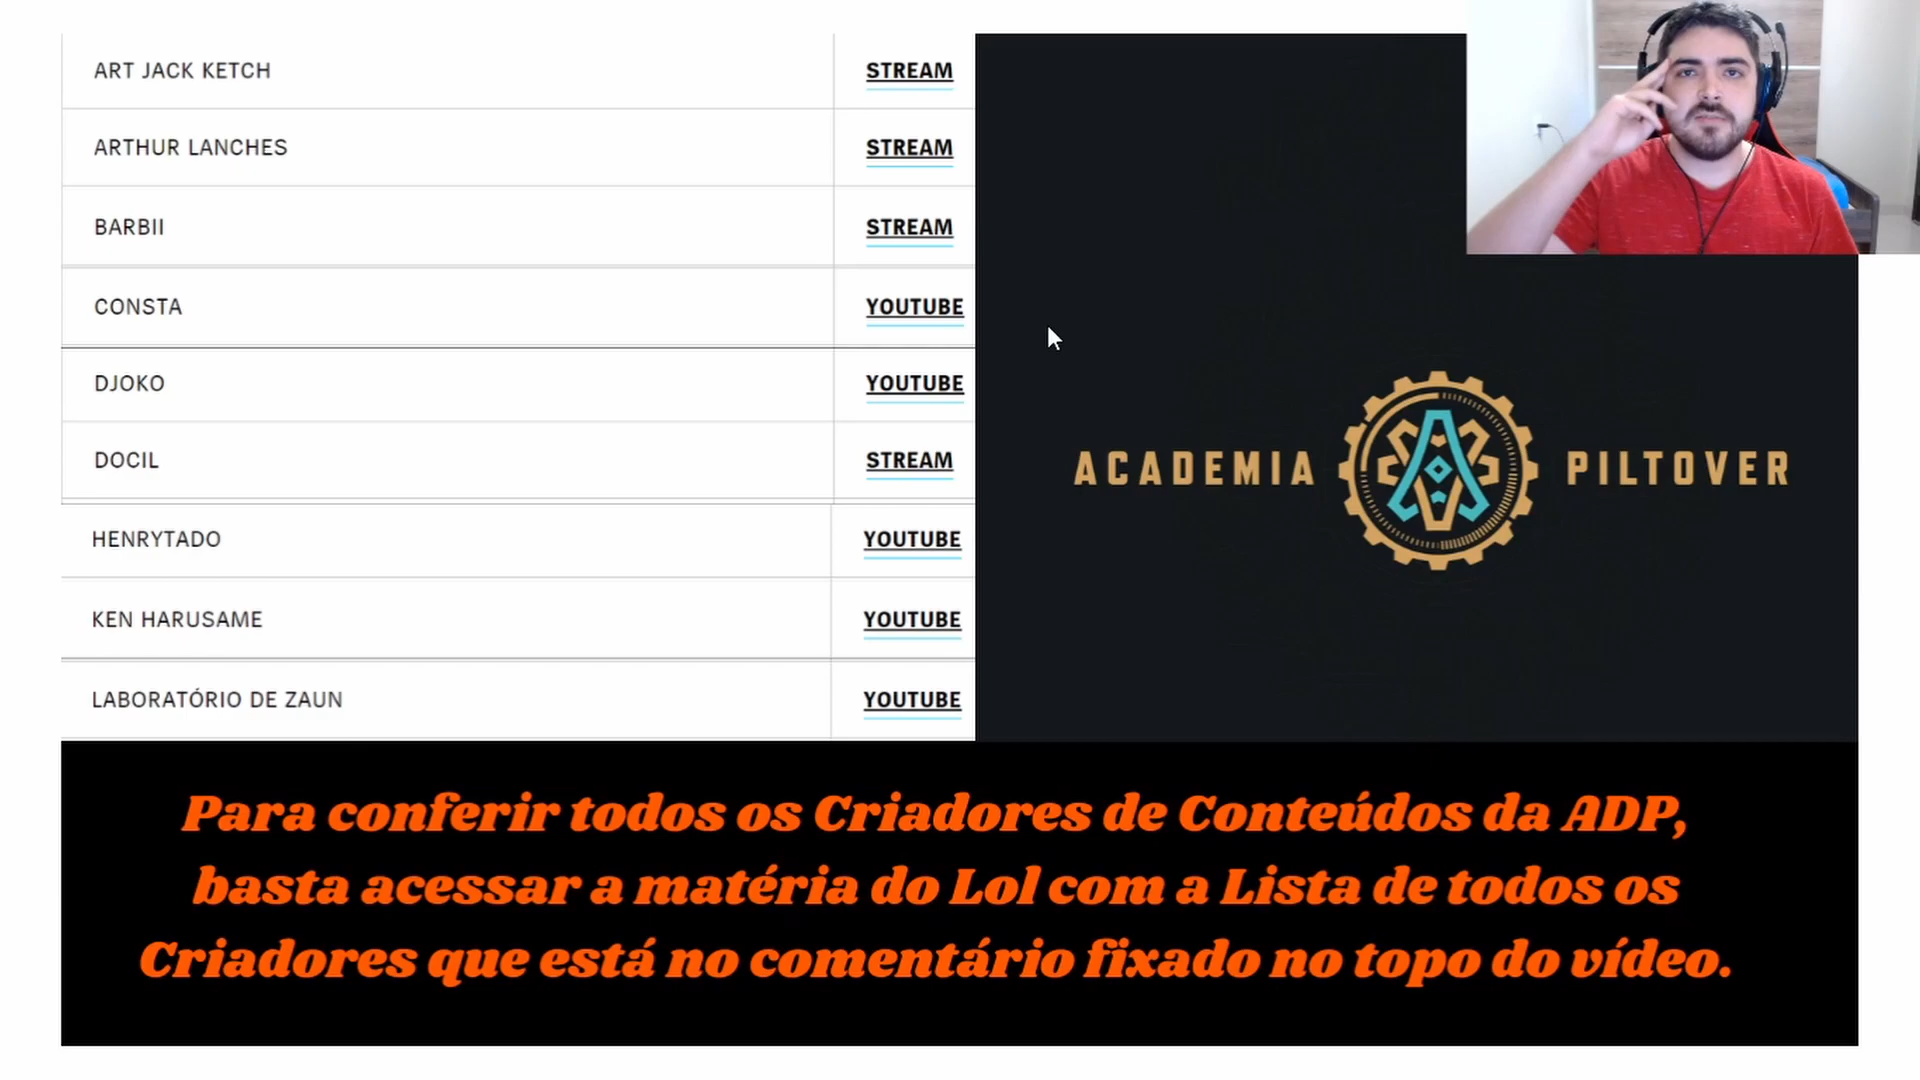 ART JACK KETCH STREAM
ARTHUR LANCHES STREAM
BARBII STREAM
CONSTA YOUTUBE
DJOKO YOUTUBE
DOCIL STREAM
HENRYTADO YOUTUBE
KEN HARUSAME YOUTUBE
LABORATÓRIO DE ZAUN YOUTUBE
ACADEMIA PILTOVER
Para conferir todos os Criadores de Conteúdos da ADP,
basta acessar a matéria do Lol com a Lista de todos os
Criadores que está no comentário fixado no topo do vídeo.